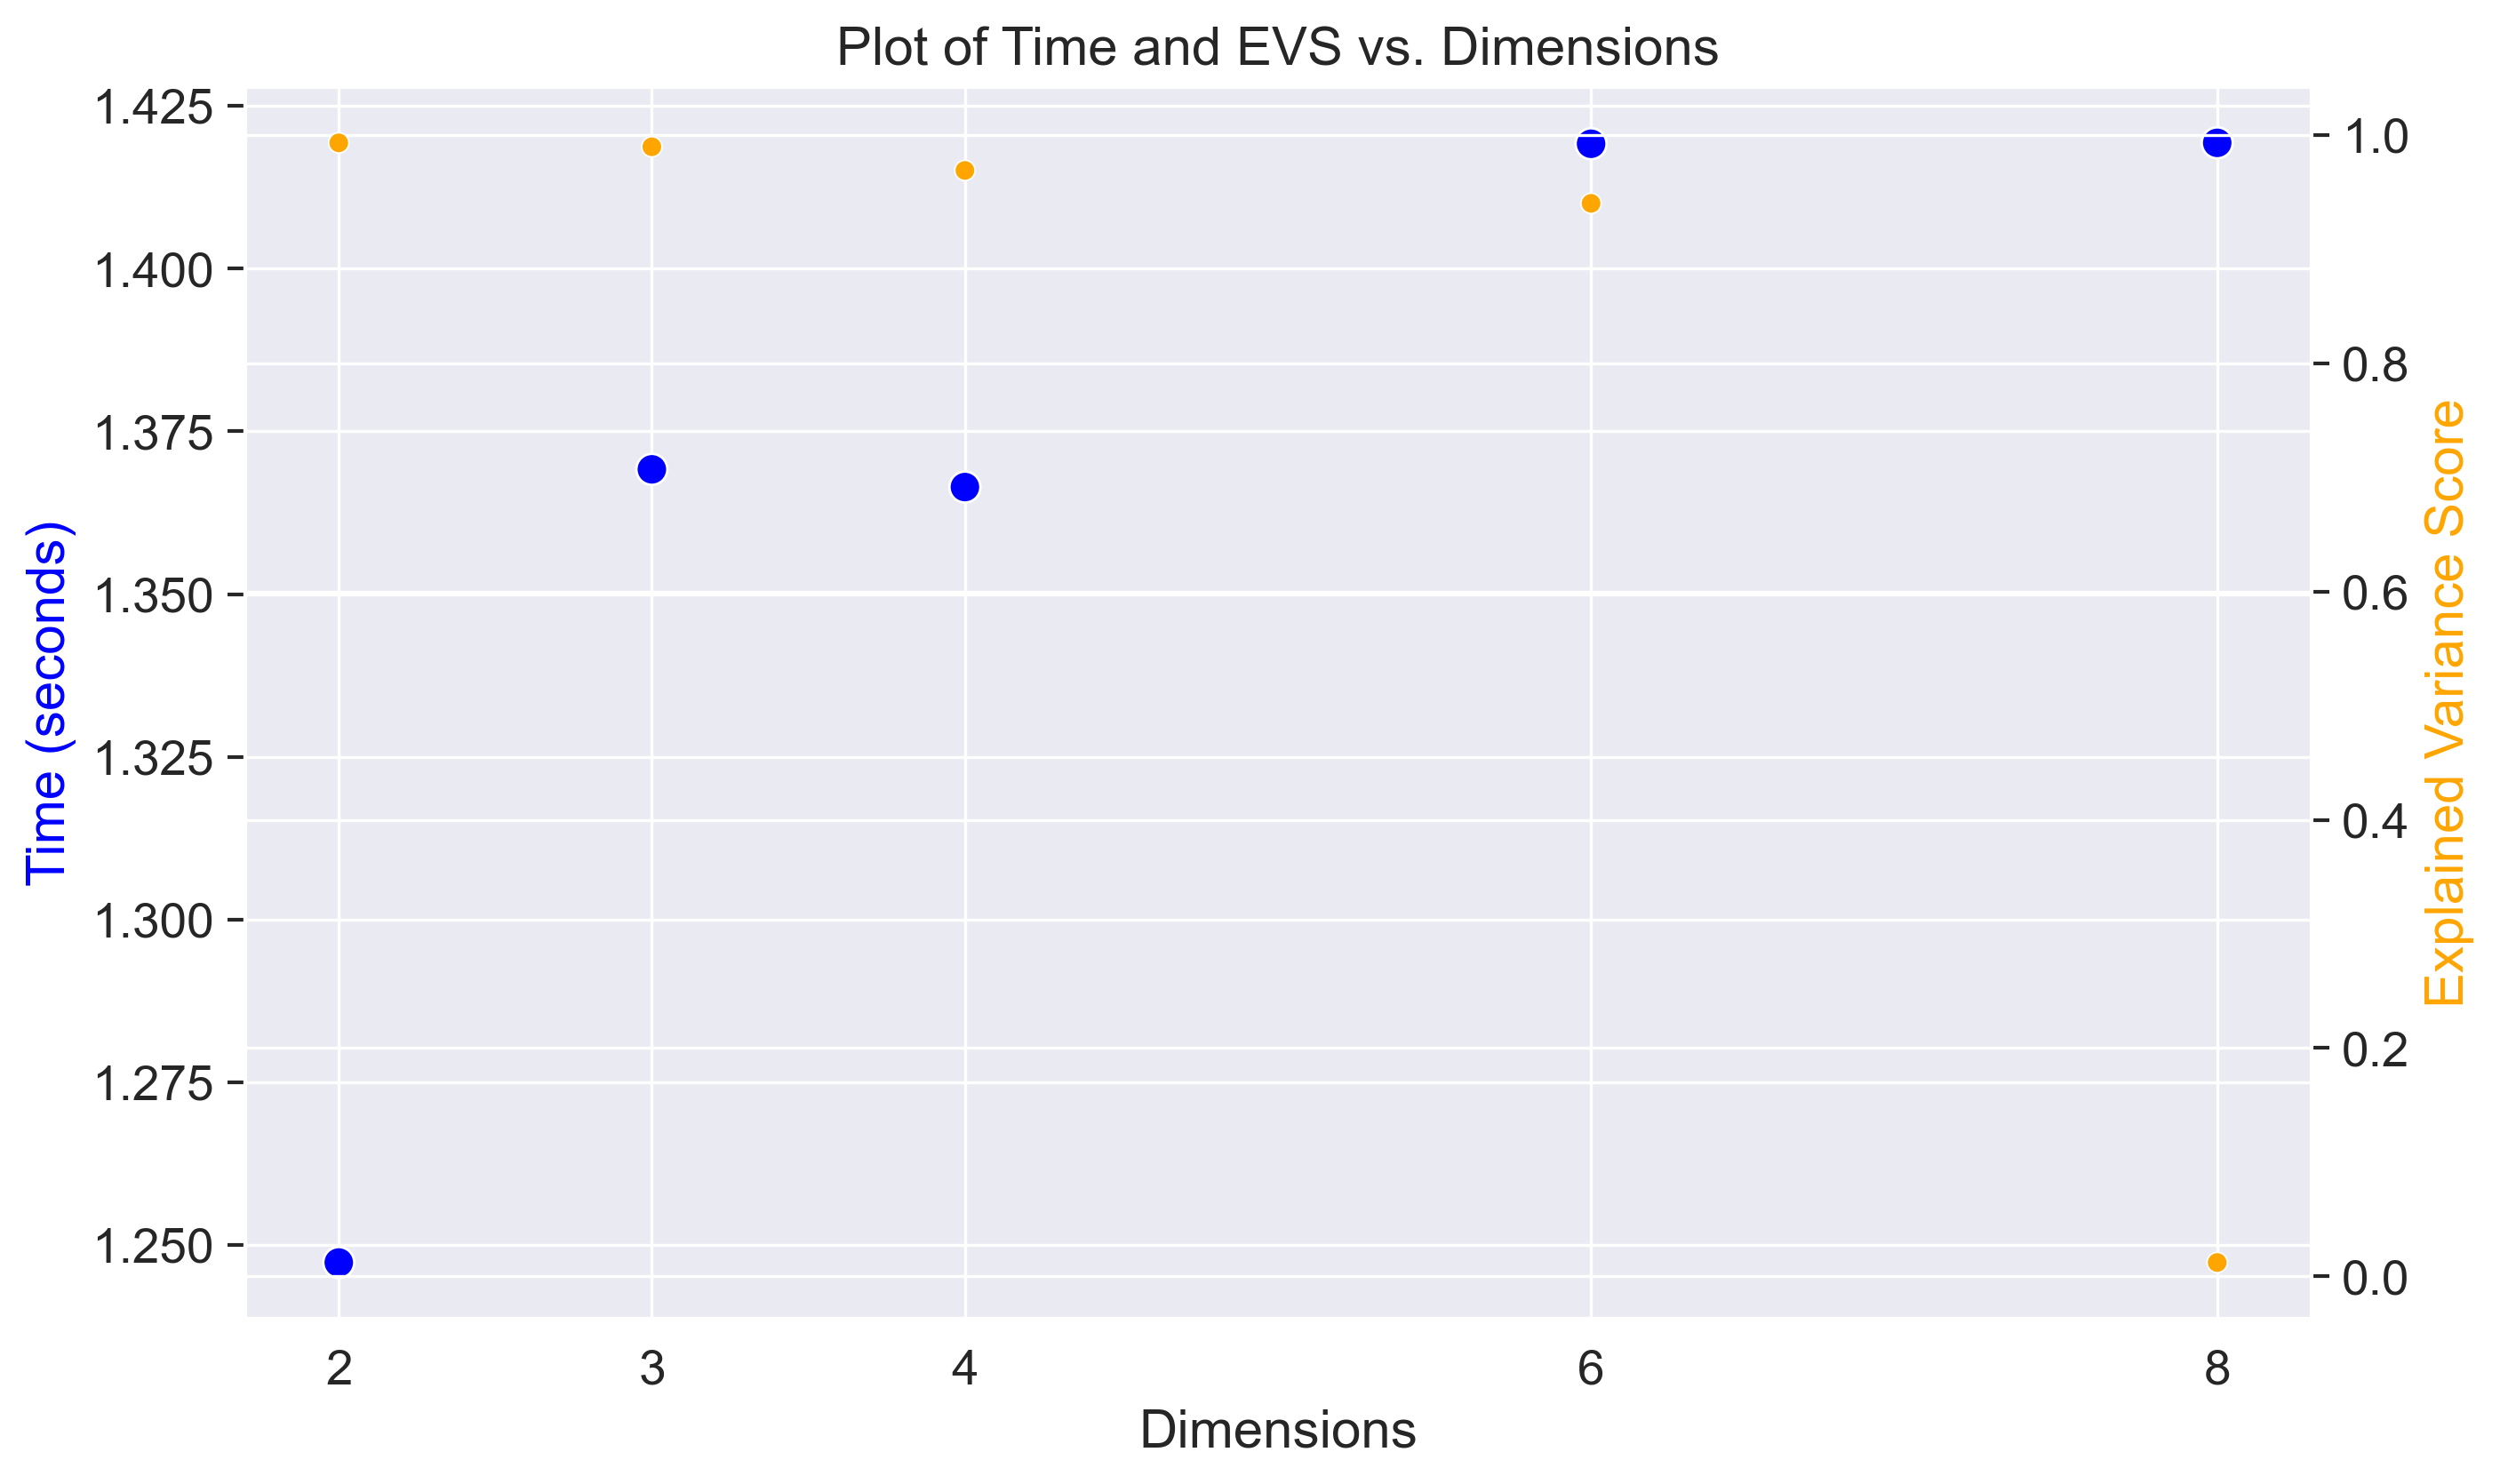 Plot of Time and EVS vs. Dimensions
1.425
1.400
1.375
1.350
1.325
1.300
1.275
1.250
Time (seconds)
1.0
0.8
0.6
0.4
0.2
0.0
Explained Variance Score
2 3 4 6 8
Dimensions